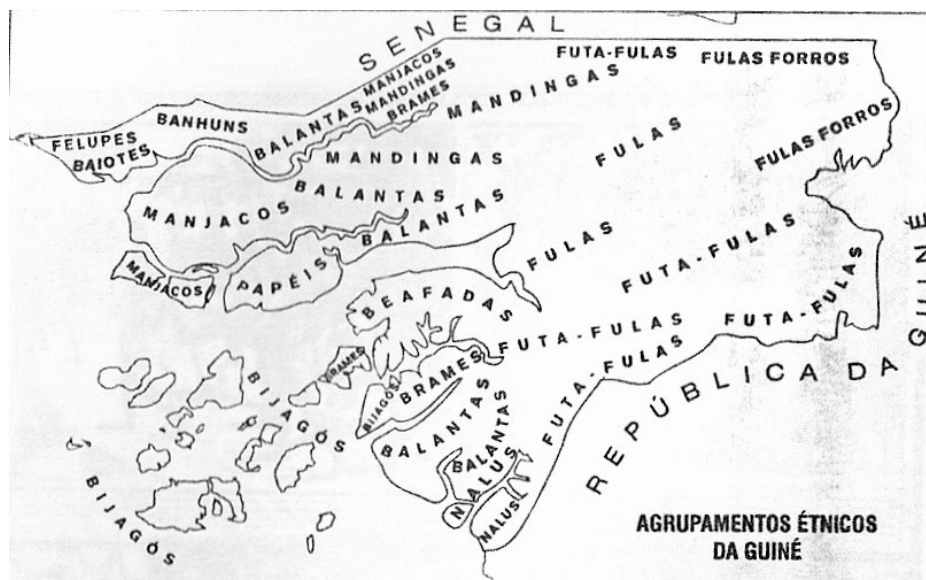 SENEGAL
FUTA-FULAS
FULAS FORROS
MANJACOS
MANDINGAS
BRAMES
BALANTAS
MANDINGAS
FELUPES
BAIOTES
BANHUNS
MANDINGAS
FULAS
FULAS FORROS
BALANTAS
MANJACOS
BALANTAS
MANJACOS
PAPÉIS
BEAFADAS
FULAS
FUTA-FULAS
FUTA-FULAS
GUINÉ
FUTA-FULAS
BRAMES
BRAMES
BIJAGÓS
BIJAGÓS
FUTA-FULAS
REPÚBLICA DA
BALANTAS
BALANTAS
NALUS
NALUS
BIJAGÓS
AGRUPAMENTOS ÉTNICOS
DA GUINÉ